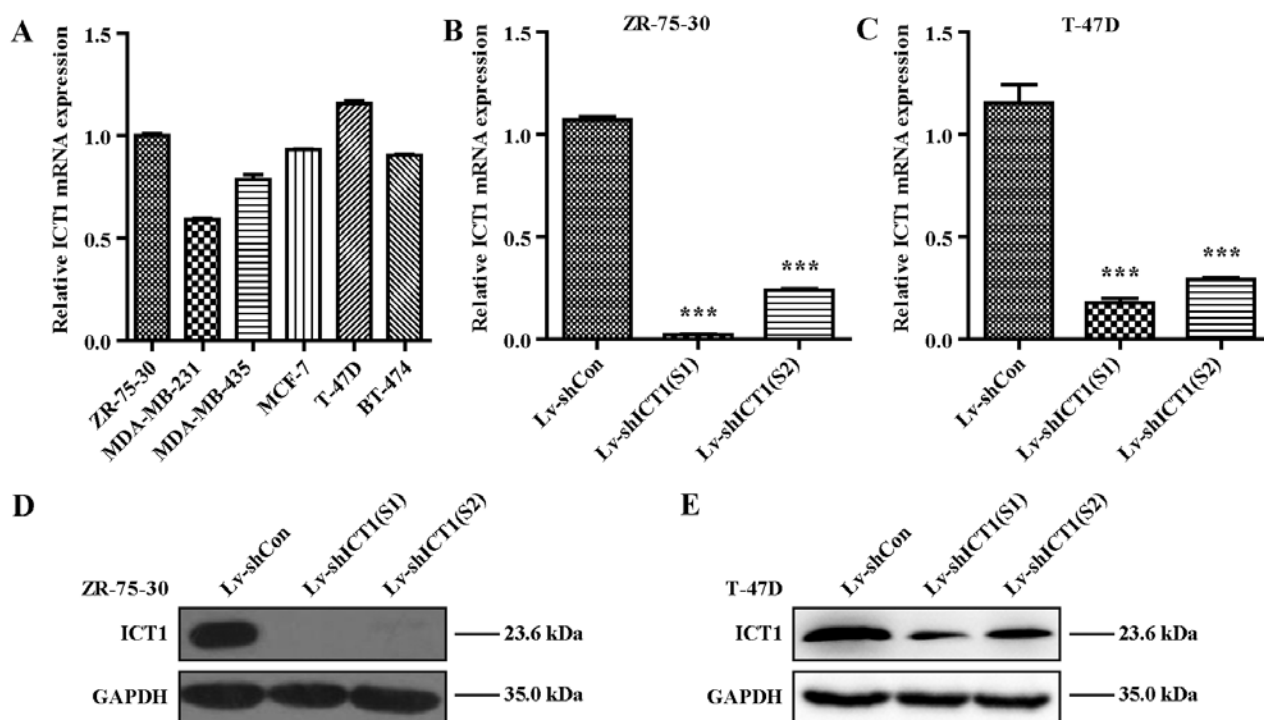 A
Relative ICT1 mRNA expression
1.5
1.0
0.5
0.0
ZR-75-30
MDA-MB-231
MDA-MB-435
MCF-7
T-47D
BT-474
B
ZR-75-30
Relative ICT1 mRNA expression
1.5
1.0
0.5
0.0
***
***
Lv-shCon
Lv-shICT1(S1)
Lv-shICT1(S2)
C
T-47D
Relative ICT1 mRNA expression
1.5
1.0
0.5
0.0
***
***
Lv-shCon
Lv-shICT1(S1)
Lv-shICT1(S2)
D
ZR-75-30
Lv-shCon
Lv-shICT1(S1)
Lv-shICT1(S2)
ICT1
23.6 kDa
GAPDH
35.0 kDa
E
T-47D
Lv-shCon
Lv-shICT1(S1)
Lv-shICT1(S2)
ICT1
23.6 kDa
GAPDH
35.0 kDa